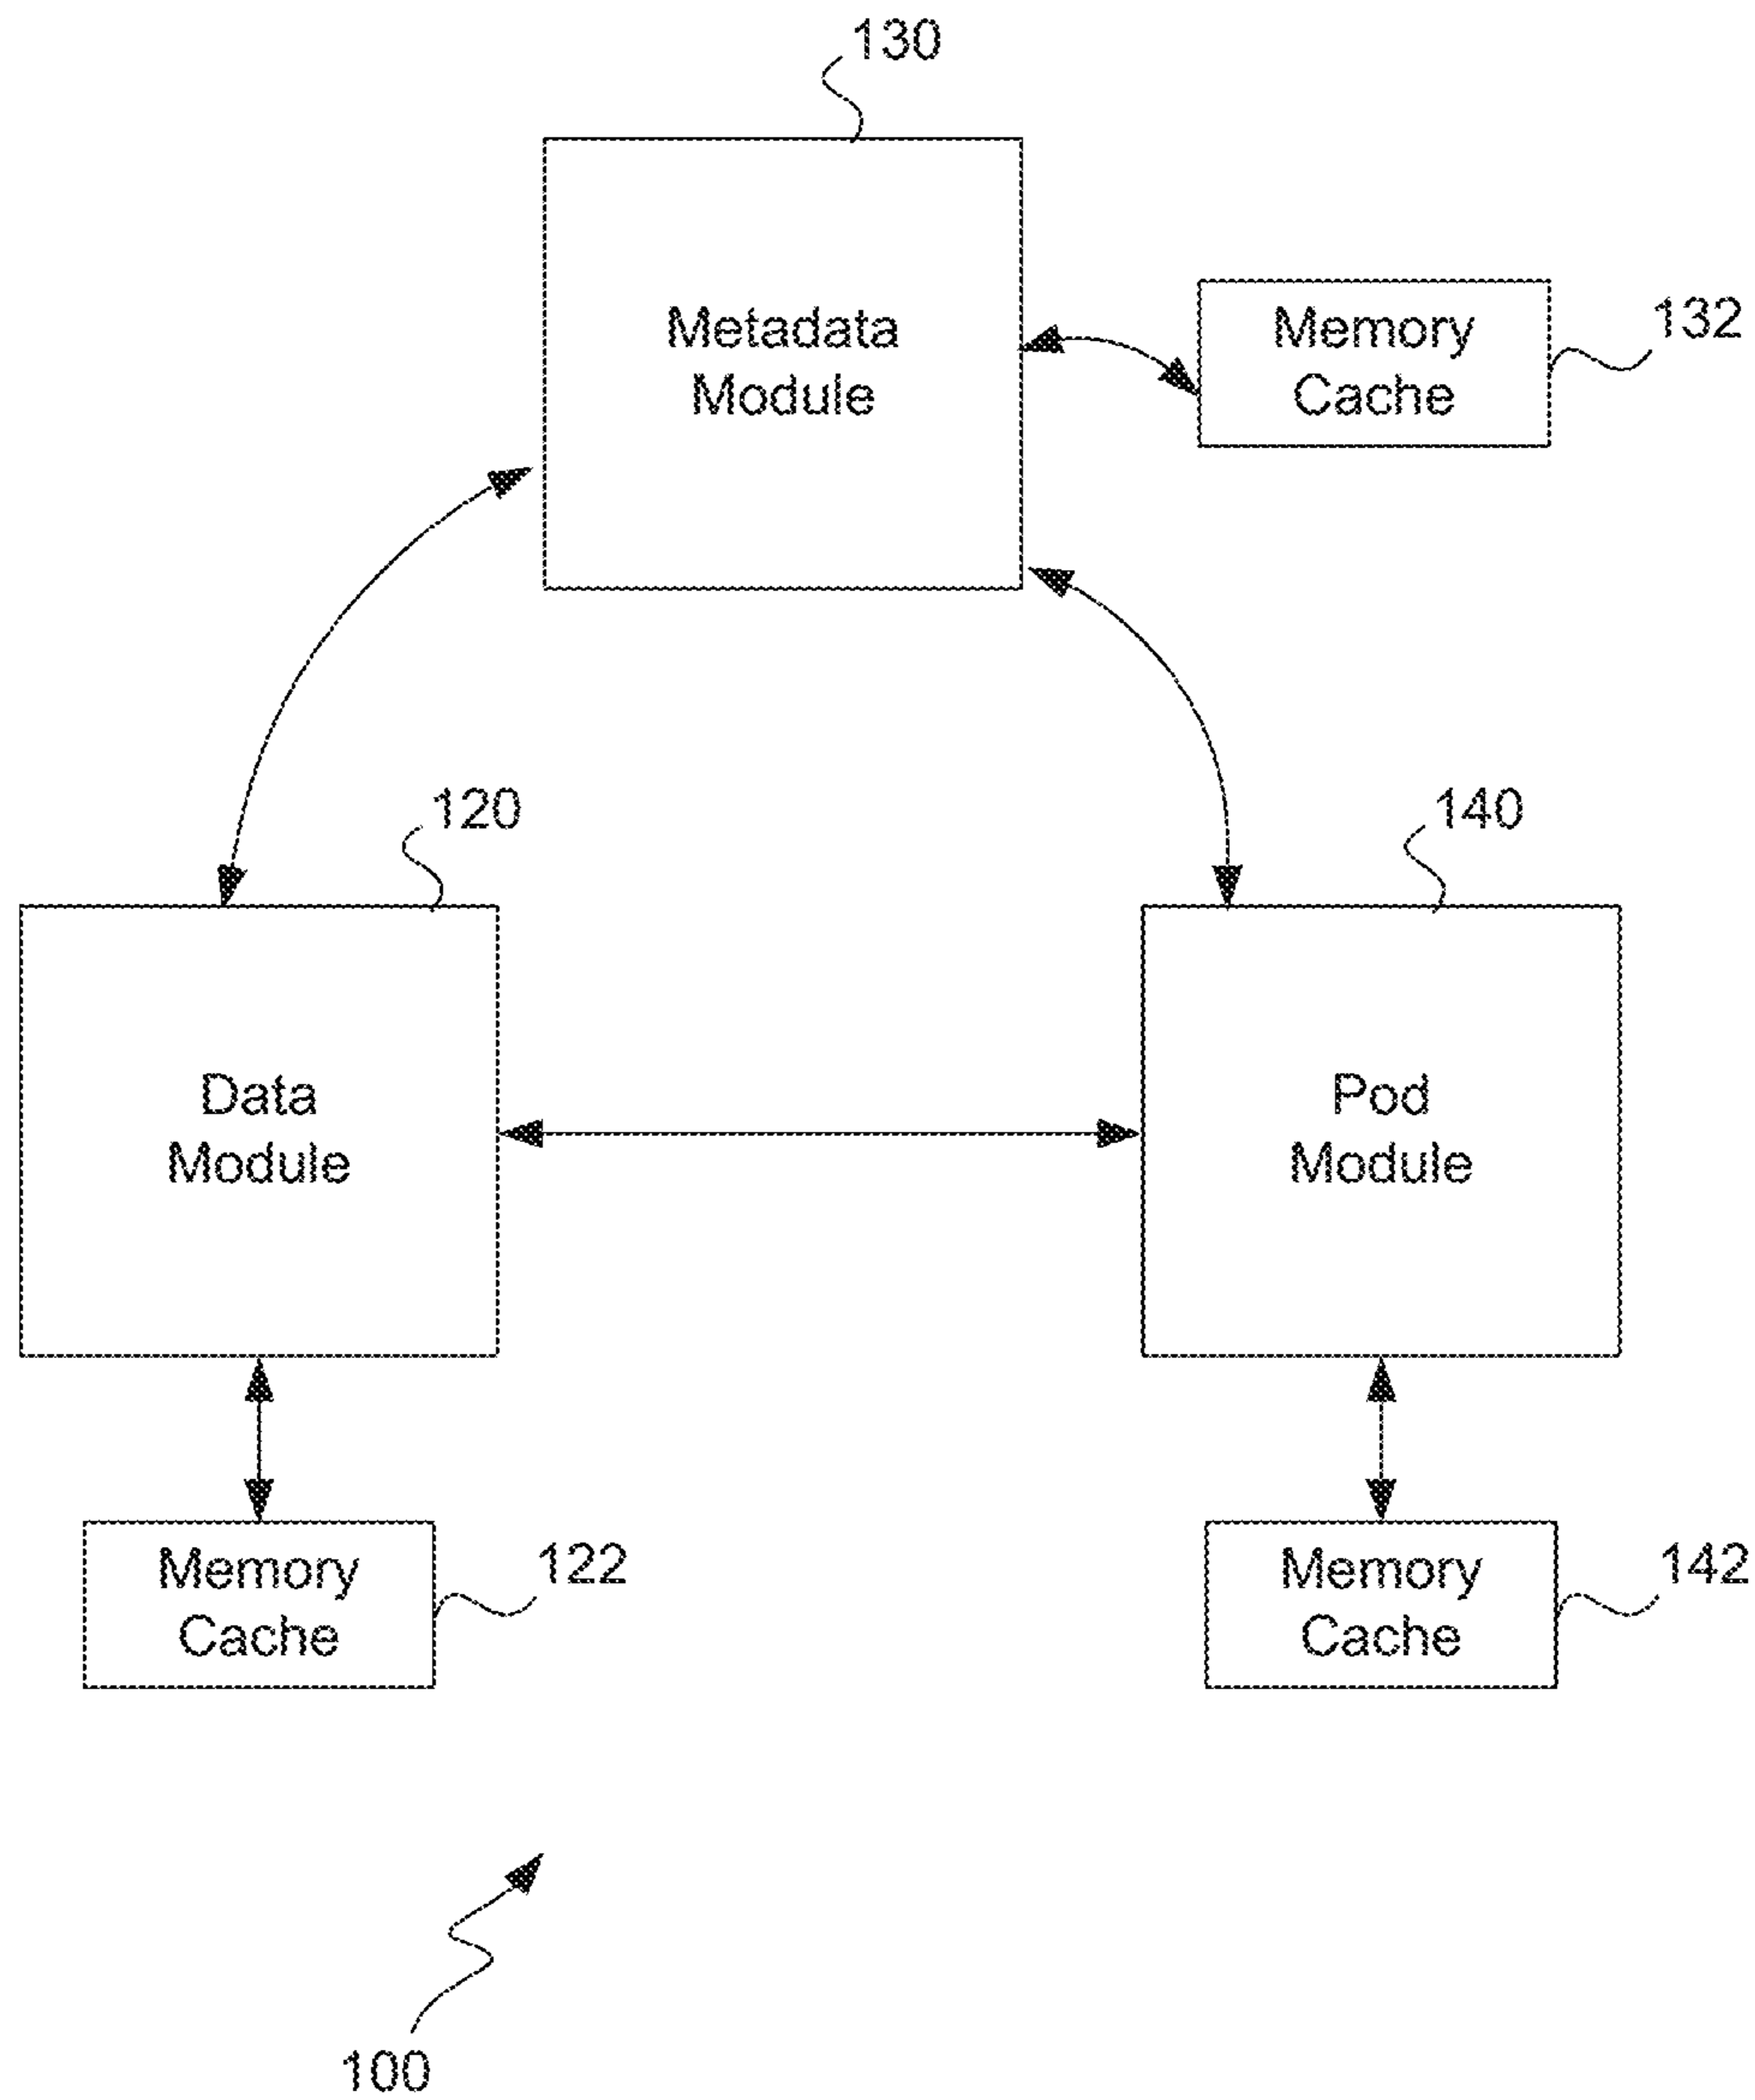 130
Metadata
Module
Memory
Cache
132
120
140
Data
Module
Pod
Module
Memory
Cache
122
Memory
Cache
142
100